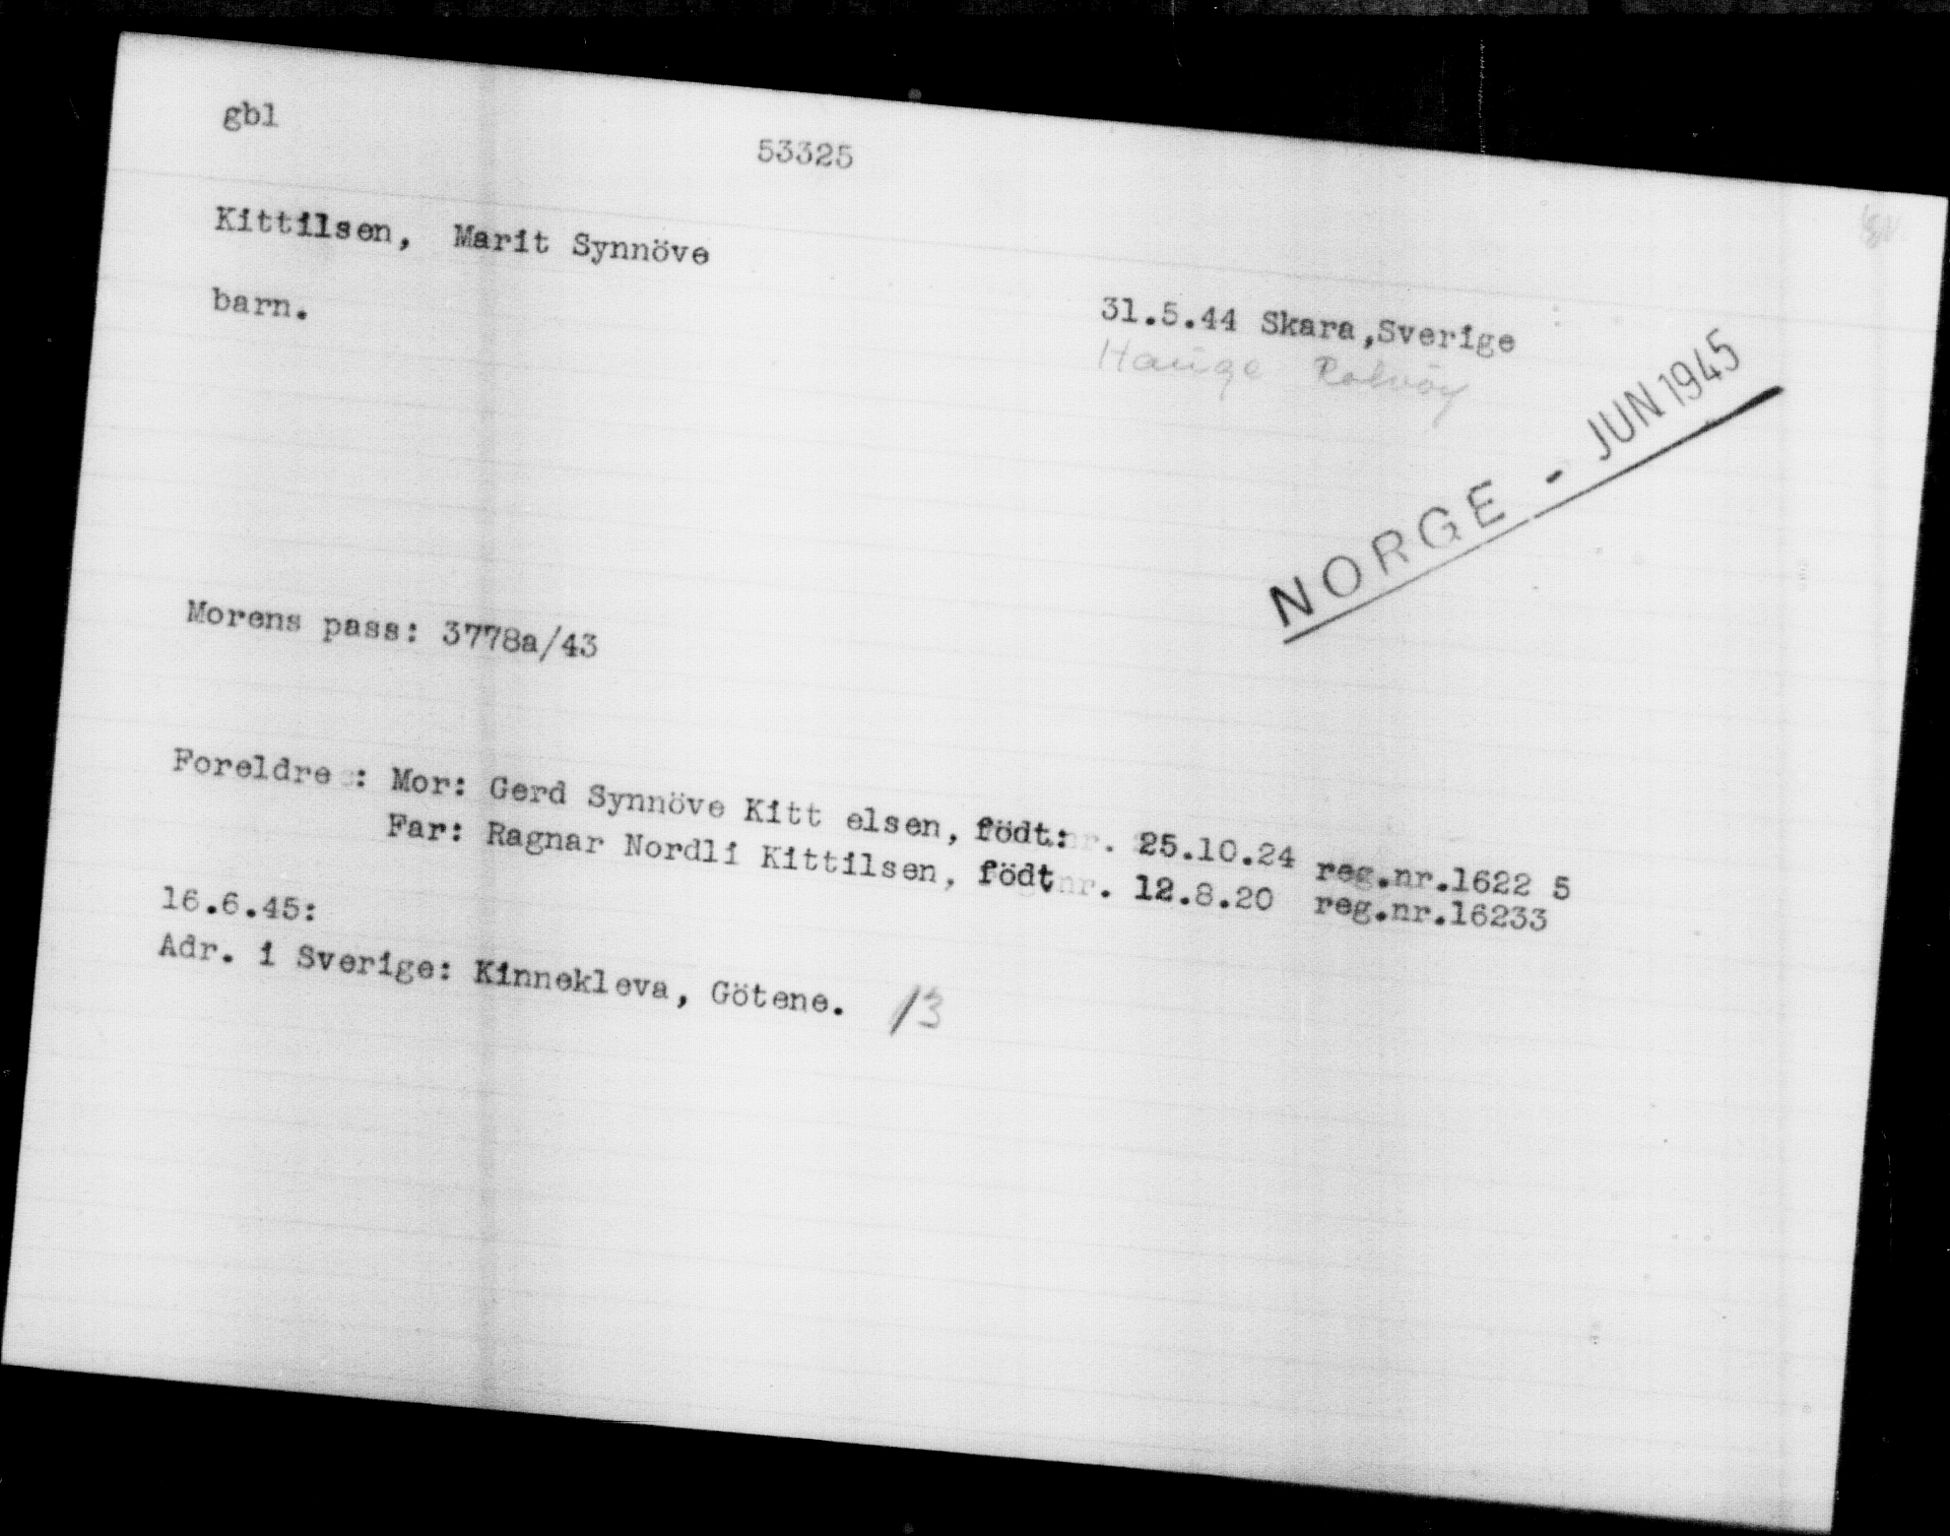 gbl
53325
Kittilsen, Marit Synnöve
barn.
31.5.44 Skara,Sverige
Hauge Rolvöy
NORGE - JUN 1945
Morens pass: 3778a/43
Foreldre : Mor: Gerd Synnöve Kitt elsen, födt: . 25.10.24 reg.nr.1622 5
Far: Ragnar Nordli Kittilsen, födt . 12.8.20 reg.nr.16233
16.6.45:
Adr. i Sverige: Kinnekleva, Götene. /3